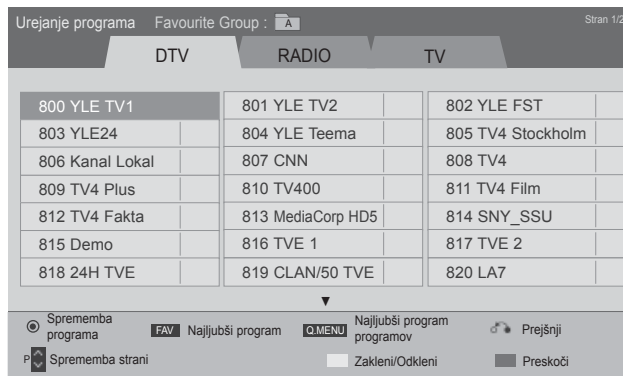 Urejanje programa Favourite Group : A Stran 1/2
DTV RADIO TV
800 YLE TV1 801 YLE TV2 802 YLE FST
803 YLE24 804 YLE Teema 805 TV4 Stockholm
806 Kanal Lokal 807 CNN 808 TV4
809 TV4 Plus 810 TV400 811 TV4 Film
812 TV4 Fakta 813 MediaCorp HD5 814 SNY_SSU
815 Demo 816 TVE 1 817 TVE 2
818 24H TVE 819 CLAN/50 TVE 820 LA7
Sprememba
programa
FAV Najljubši program
Q.MENU Najljubši program
programov
Prejšnji
P Sprememba strani
Zakleni/Odkleni
Preskoči